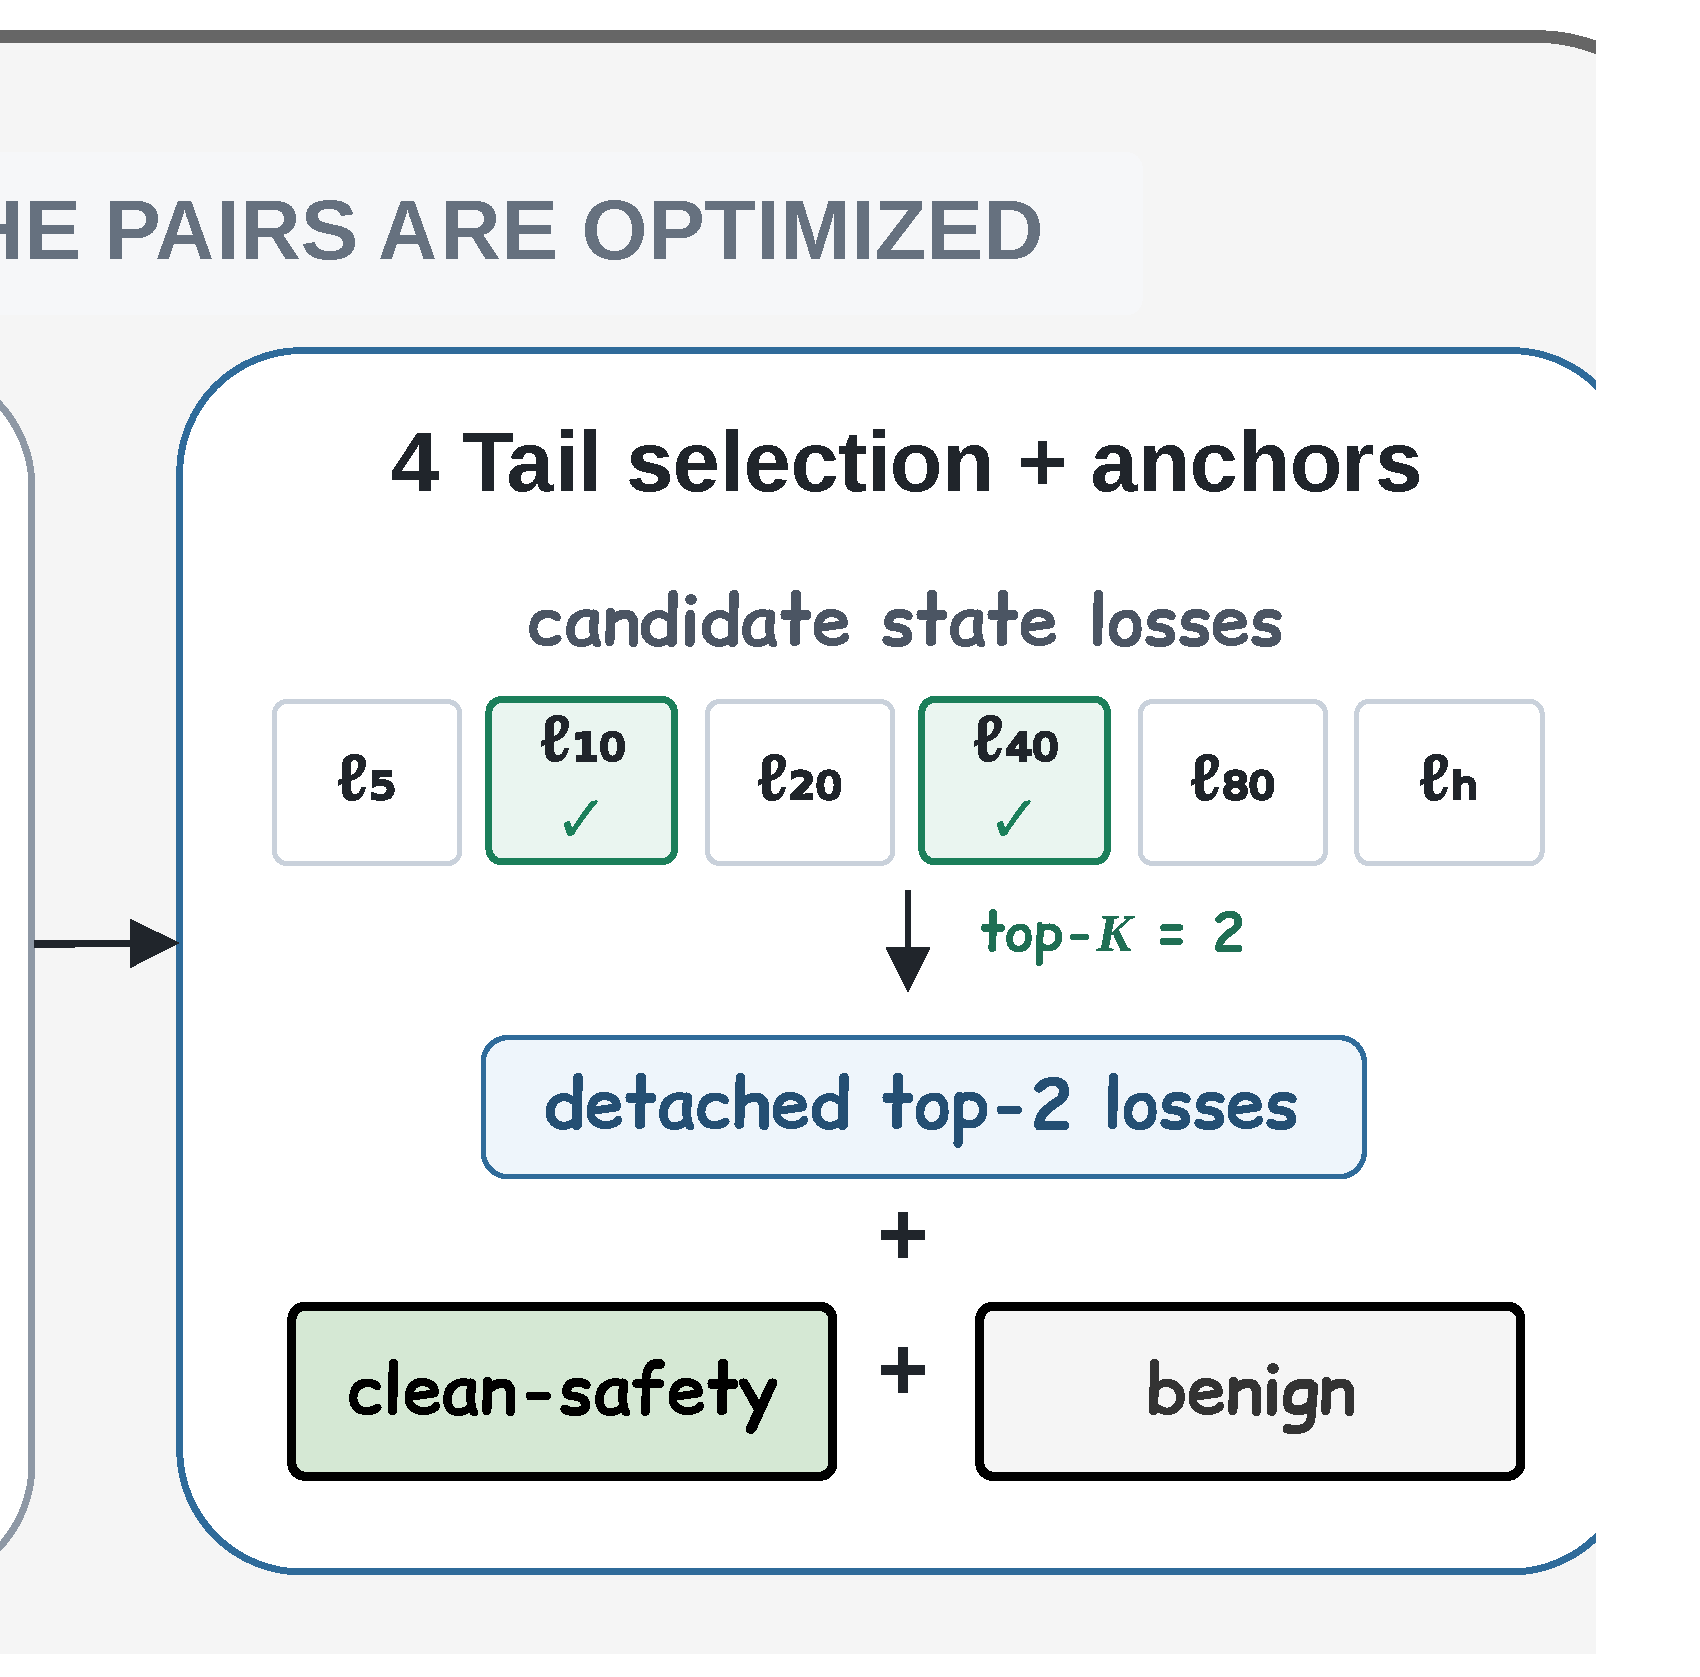 HE PAIRS ARE OPTIMIZED
4 Tail selection + anchors
candidate state losses
ℓ5 ℓ10 ℓ20 ℓ40 ℓ80 ℓh
✓ ✓
top-K = 2
detached top-2 losses
+
clean-safety + benign